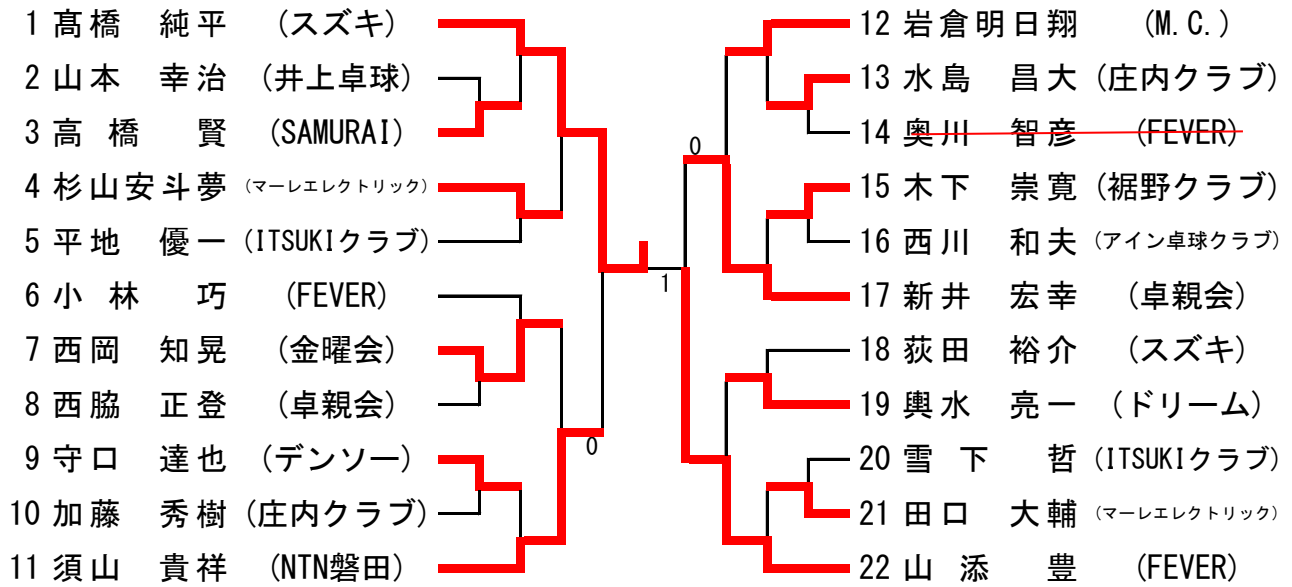 1 髙橋 純平 (スズキ)
2 山本 幸治 (井上卓球)
3 高橋 賢 (SAMURAI)
4 杉山安斗夢 (マーレエレクトリック)
5 平地 優一 (ITSUKIクラブ)
6 小林 巧 (FEVER)
7 西岡 知晃 (金曜会)
8 西脇 正登 (卓親会)
9 守口 達也 (デンソー)
10 加藤 秀樹 (庄内クラブ)
11 須山 貴祥 (NTN磐田)
0
1
0
12 岩倉明日翔 (M.C.)
13 水島 昌大 (庄内クラブ)
14 奥川 智彦 (FEVER)
15 木下 崇寛 (裾野クラブ)
16 西川 和夫 (アイン卓球クラブ)
17 新井 宏幸 (卓親会)
18 荻田 裕介 (スズキ)
19 輿水 亮一 (ドリーム)
20 雪下 哲 (ITSUKIクラブ)
21 田口 大輔 (マーレエレクトリック)
22 山添 豊 (FEVER)